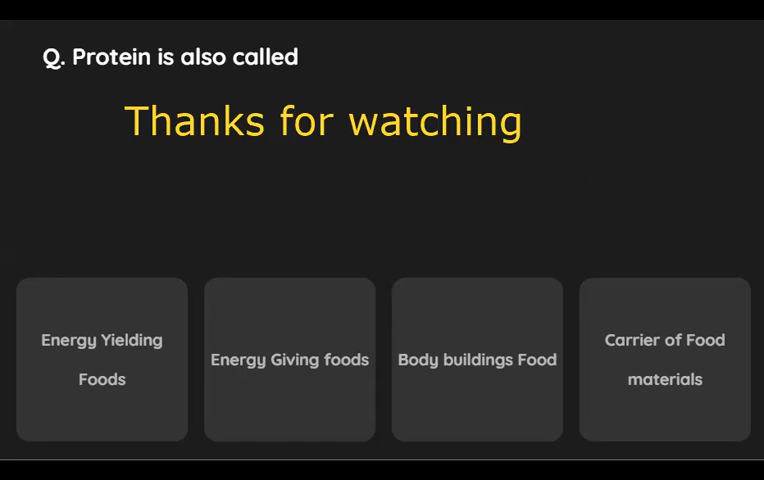 Q. Protein is also called
Thanks for watching
Energy Yielding
Foods
Energy Giving foods
Body buildings Food
Carrier of Food
materials